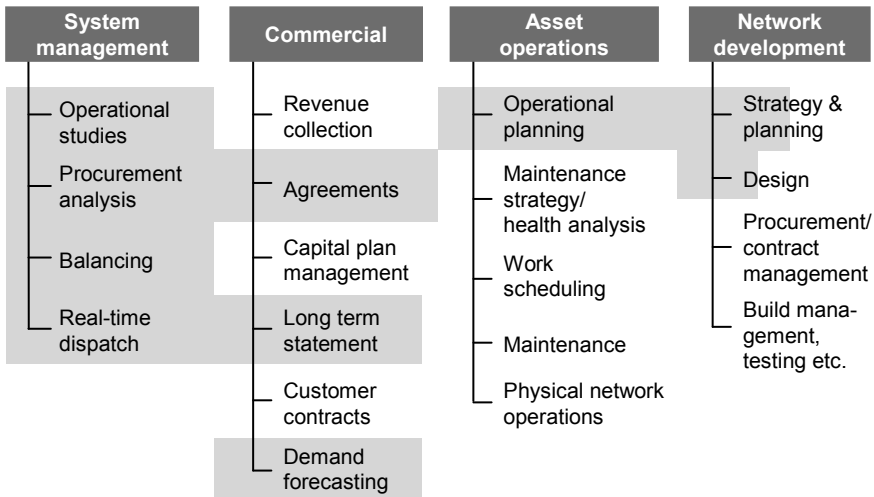 System
management
Operational
studies
Procurement
analysis
Balancing
Real-time
dispatch
Commercial
Revenue
collection
Agreements
Capital plan
management
Long term
statement
Customer
contracts
Demand
forecasting
Asset
operations
Operational
planning
Maintenance
strategy/
health analysis
Work
scheduling
Maintenance
Physical network
operations
Network
development
Strategy &
planning
Design
Procurement/
contract
management
Build mana-
gement,
testing etc.